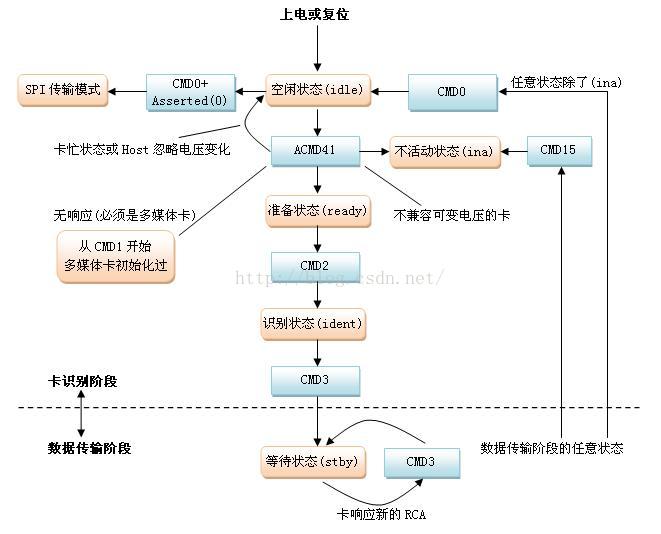 上电或复位
SPI 传输模式
CMD0+
Asserted(0)
空闲状态(idle)
CMD0
任意状态除了(ina)
卡忙状态或Host 忽略电压变化
ACMD41
不活动状态(ina)
CMD15
无响应(必须是多媒体卡)
准备状态(ready)
不兼容可变电压的卡
从 CMD1 开始
多媒体卡初始化过
CMD2
http://blog.csdn.net/
识别状态(ident)
卡识别阶段
CMD3
数据传输阶段
等待状态(stby)
CMD3
数据传输阶段的任意状态
卡响应新的 RCA